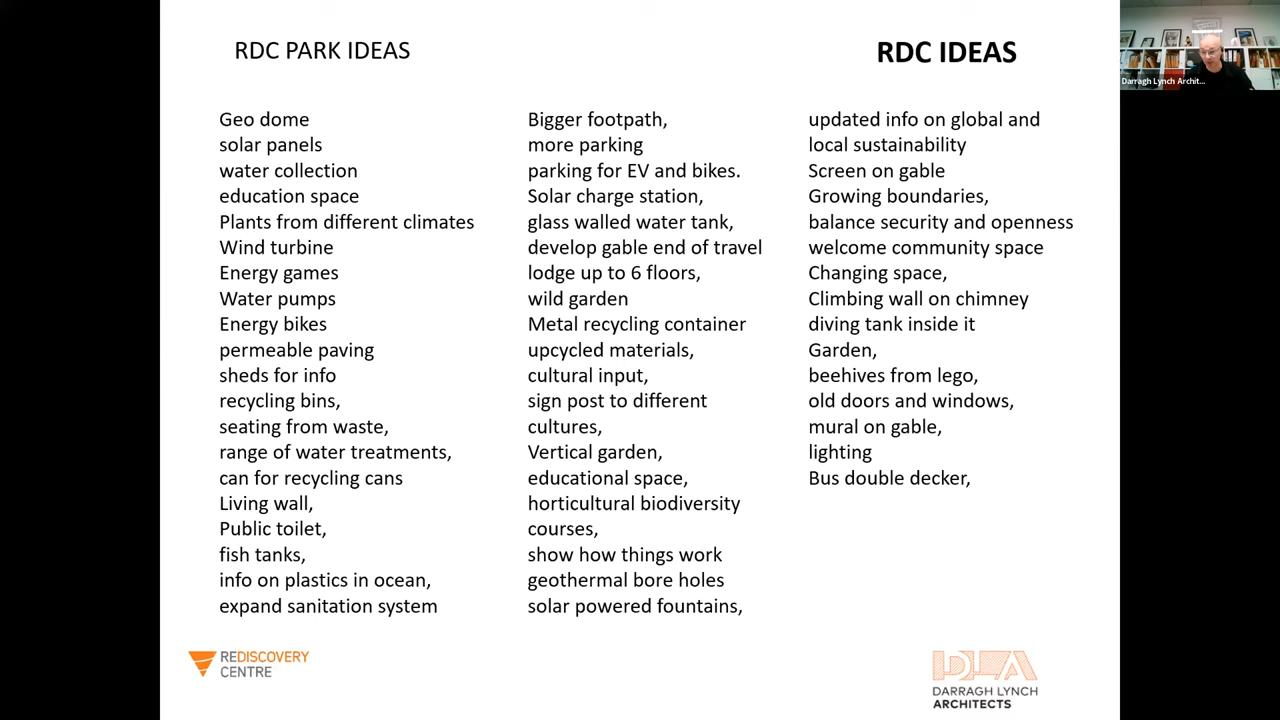 RDC PARK IDEAS
RDC IDEAS
Geo dome
solar panels
water collection
education space
Plants from different climates
Wind turbine
Energy games
Water pumps
Energy bikes
permeable paving
sheds for info
recycling bins,
seating from waste,
range of water treatments,
can for recycling cans
Living wall,
Public toilet,
fish tanks,
info on plastics in ocean,
expand sanitation system
Bigger footpath,
more parking
parking for EV and bikes.
Solar charge station,
glass walled water tank,
develop gable end of travel
lodge up to 6 floors,
wild garden
Metal recycling container
upcycled materials,
cultural input,
sign post to different
cultures,
Vertical garden,
educational space,
horticultural biodiversity
courses,
show how things work
geothermal bore holes
solar powered fountains,
updated info on global and
local sustainability
Screen on gable
Growing boundaries,
balance security and openness
welcome community space
Changing space,
Climbing wall on chimney
diving tank inside it
Garden,
beehives from lego,
old doors and windows,
mural on gable,
lighting
Bus double decker,
REDISCOVERY
CENTRE
DLA
DARRAGH LYNCH
ARCHITECTS
Darragh Lynch Archit...